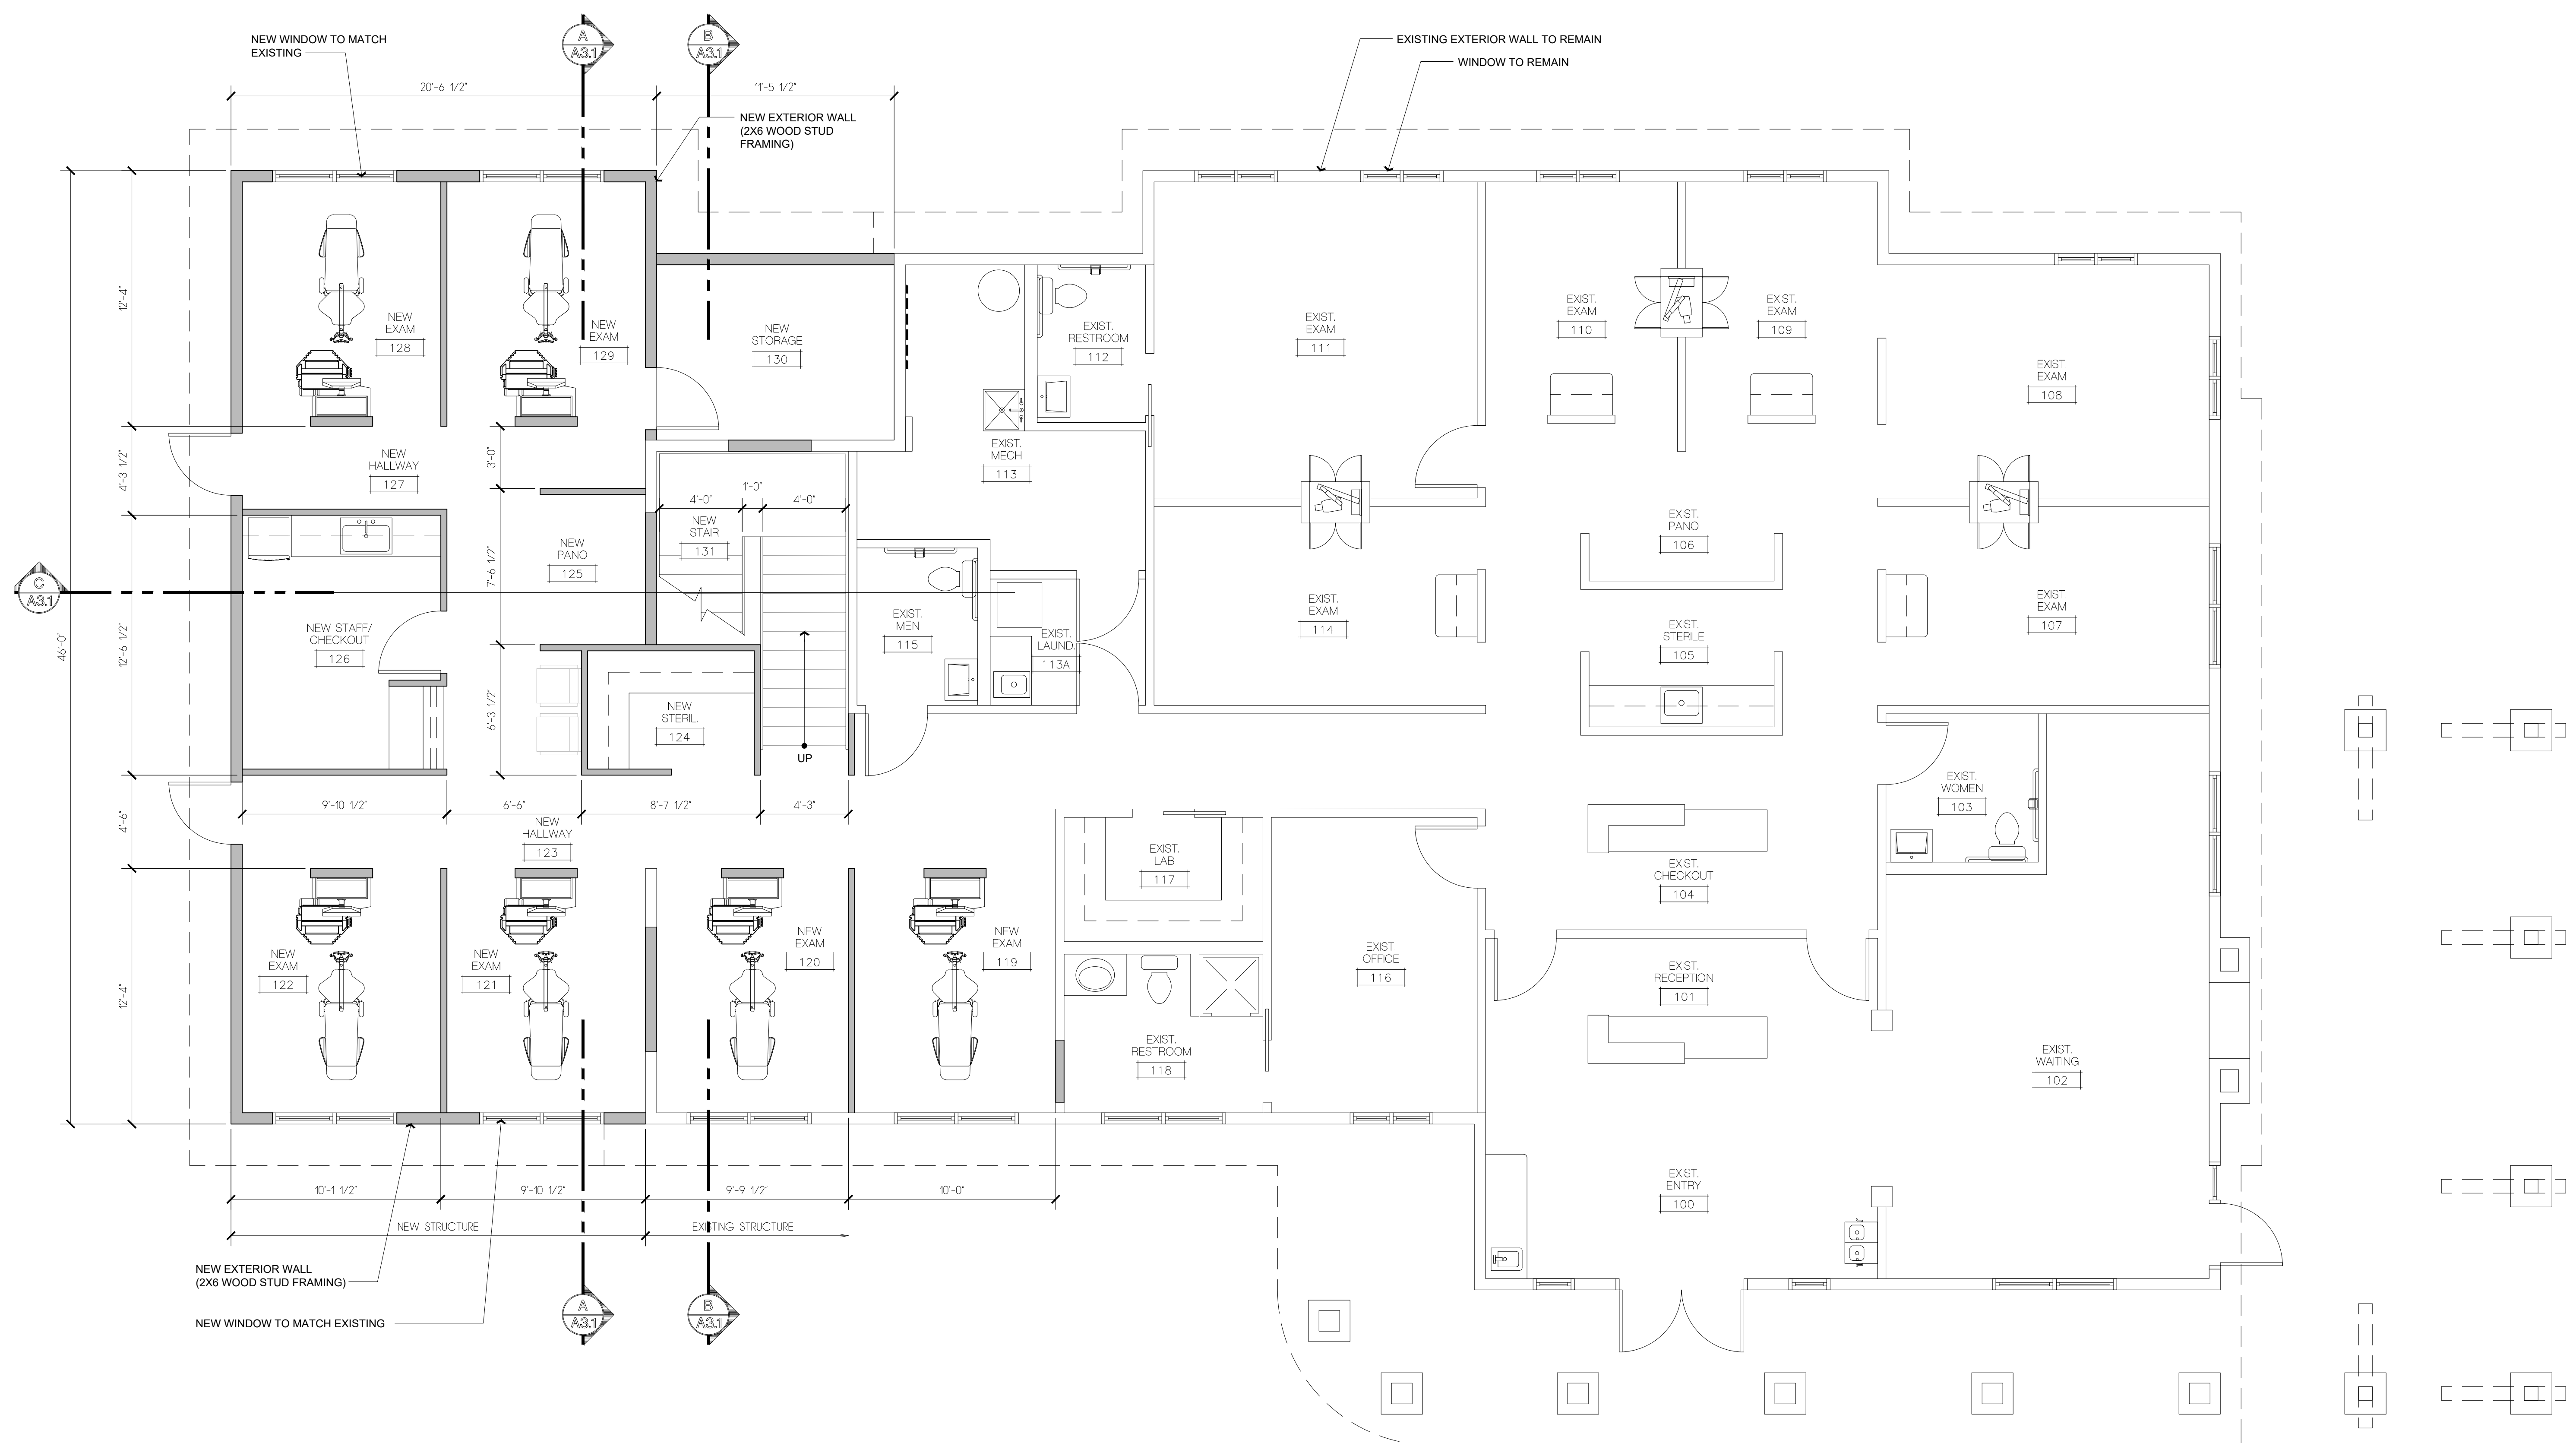 A
A3.1
B
A3.1
NEW WINDOW TO MATCH
EXISTING
EXISTING EXTERIOR WALL TO REMAIN
WINDOW TO REMAIN
20'-6 1/2"
11'-5 1/2"
NEW EXTERIOR WALL
(2X6 WOOD STUD
FRAMING)
12'-4"
NEW
EXAM
128
NEW
EXAM
129
NEW
STORAGE
130
EXIST.
RESTROOM
112
EXIST.
EXAM
111
EXIST.
EXAM
110
EXIST.
EXAM
109
EXIST.
EXAM
108
4'-3 1/2"
NEW
HALLWAY
127
3'-0"
EXIST.
MECH
113
4'-0"
1'-0"
4'-0"
NEW
STAIR
131
EXIST.
PANO
106
NEW
PANO
125
7'-6 1/2"
C
A3.1
46'-0"
12'-6 1/2"
NEW STAFF/
CHECKOUT
126
EXIST.
MEN
115
EXIST.
LAUND.
113A
EXIST.
EXAM
114
EXIST.
STERILE
105
EXIST.
EXAM
107
6'-3 1/2"
NEW
STERIL.
124
UP
EXIST.
WOMEN
103
4'-6"
9'-10 1/2"
6'-6"
8'-7 1/2"
4'-3"
NEW
HALLWAY
123
EXIST.
LAB
117
EXIST.
CHECKOUT
104
12'-4"
NEW
EXAM
122
NEW
EXAM
121
NEW
EXAM
120
NEW
EXAM
119
EXIST.
OFFICE
116
EXIST.
RECEPTION
101
EXIST.
RESTROOM
118
EXIST.
WAITING
102
10'-1 1/2"
9'-10 1/2"
9'-9 1/2"
10'-0"
EXIST.
ENTRY
100
NEW STRUCTURE
EXISTING STRUCTURE
NEW EXTERIOR WALL
(2X6 WOOD STUD FRAMING)
NEW WINDOW TO MATCH EXISTING
A
A3.1
B
A3.1